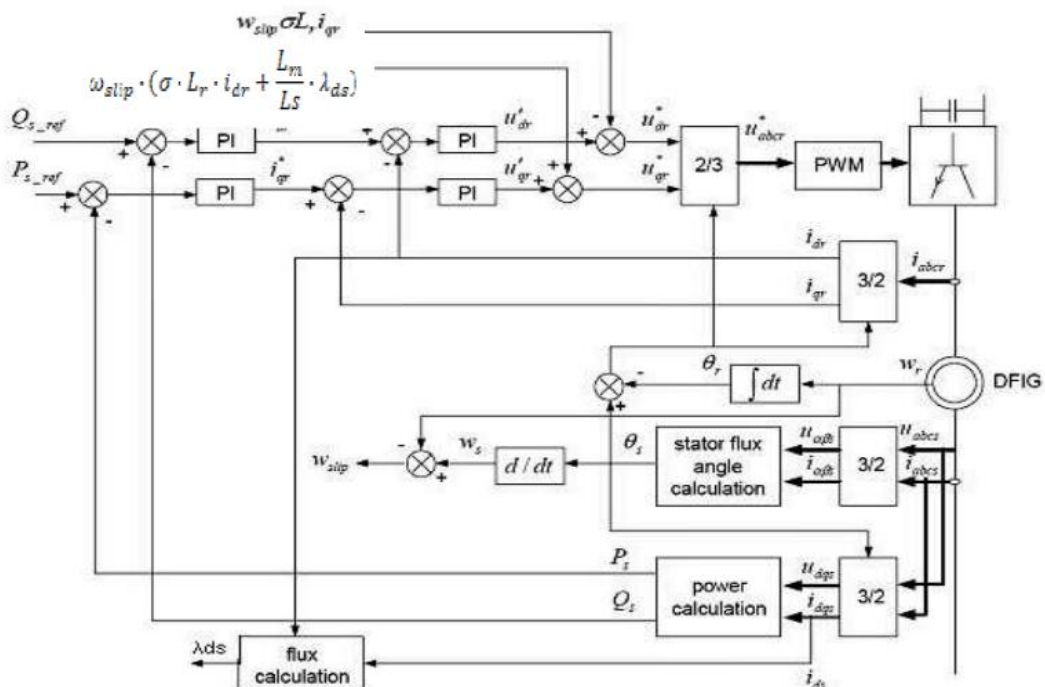 w_slip σL, i_qr
ω_slip · (σ · L_r · i_dr + L_m/Ls · λ_ds)
Q_s_ref
+
-
PI
+
-
PI
u'_dr
+
-
u*_dr
P_s_ref
+
-
PI
i*_qr
+
-
PI
u'_qr
+
+
u*_qr
2/3
u*_abcr
PWM
i_dr
i_qr
3/2
i_abcr
w_r
DFIG
θ_r
∫ dt
-
+
w_slip
-
+
w_s
d / dt
θ_s
stator flux
angle
calculation
u_αβs
i_αβs
3/2
u_abcs
i_abcs
P_s
Q_s
power
calculation
u_dqs
i_dqs
3/2
λds
flux
calculation
i_ds